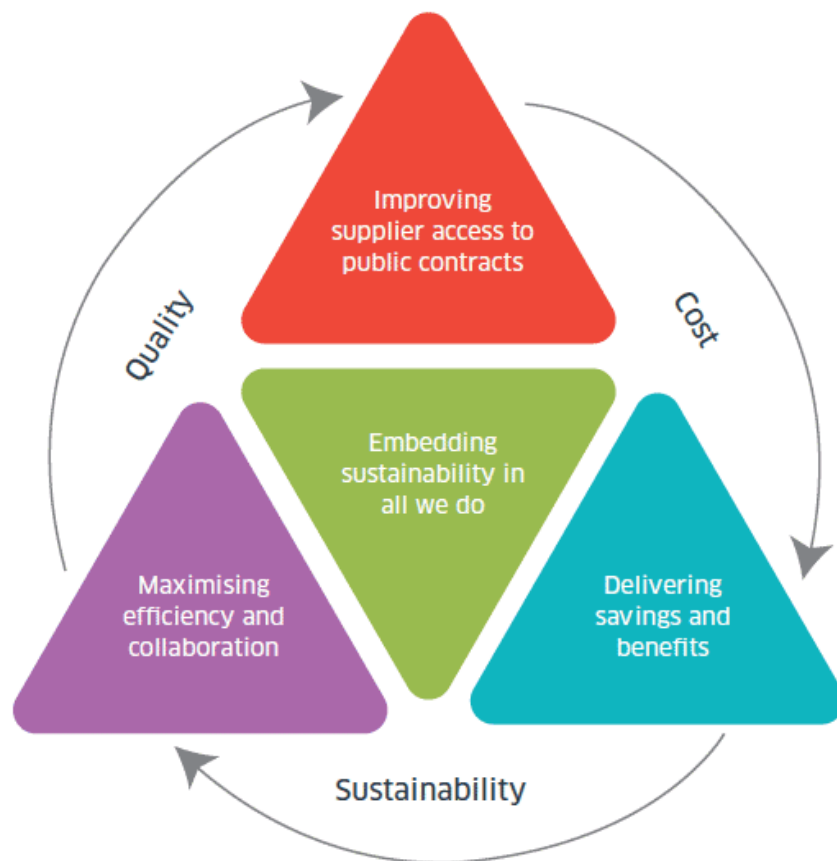 Improving
supplier access to
public contracts
Quality
Cost
Embedding
sustainability in
all we do
Maximising
efficiency and
collaboration
Delivering
savings and
benefits
Sustainability